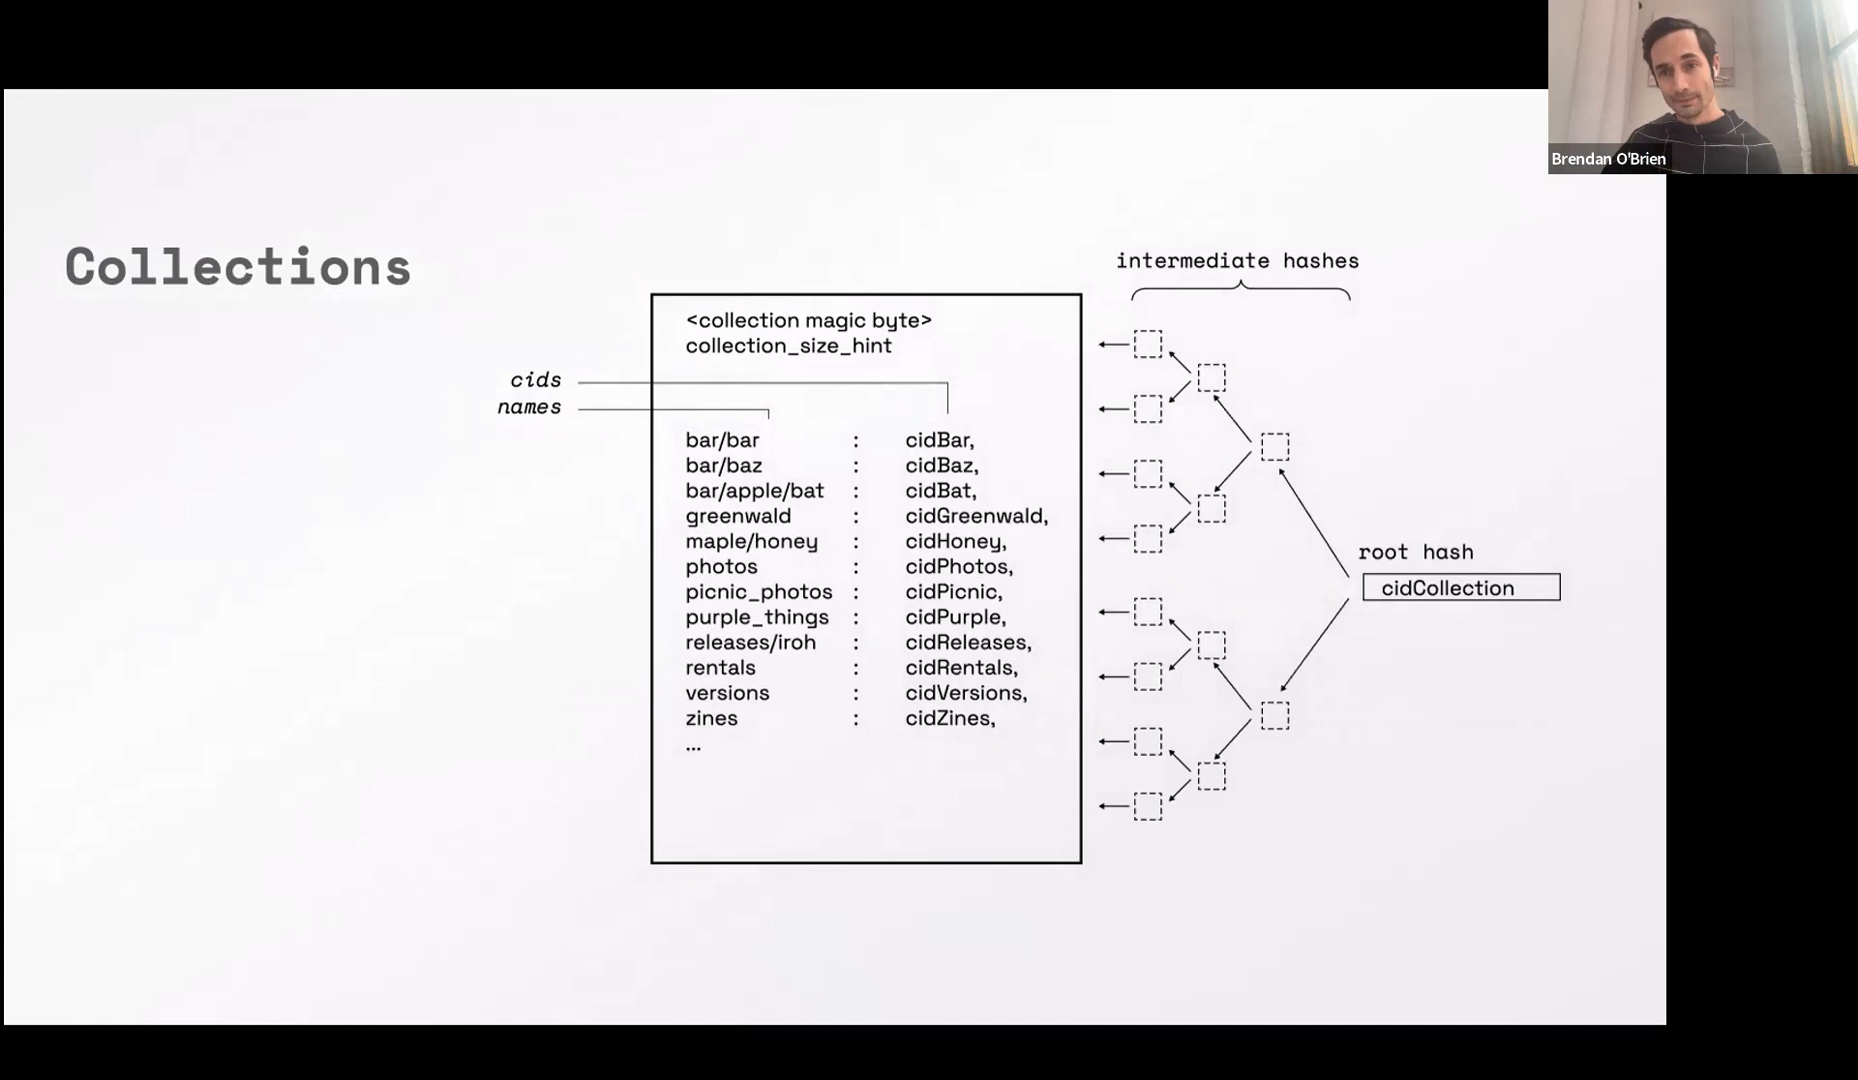 Brendan O'Brien
Collections
intermediate hashes
<collection magic byte>
collection_size_hint
cids
names
bar/bar : cidBar,
bar/baz : cidBaz,
bar/apple/bat : cidBat,
greenwald : cidGreenwald,
maple/honey : cidHoney,
photos : cidPhotos,
picnic_photos : cidPicnic,
purple_things : cidPurple,
releases/iroh : cidReleases,
rentals : cidRentals,
versions : cidVersions,
zines : cidZines,
...
root hash
cidCollection